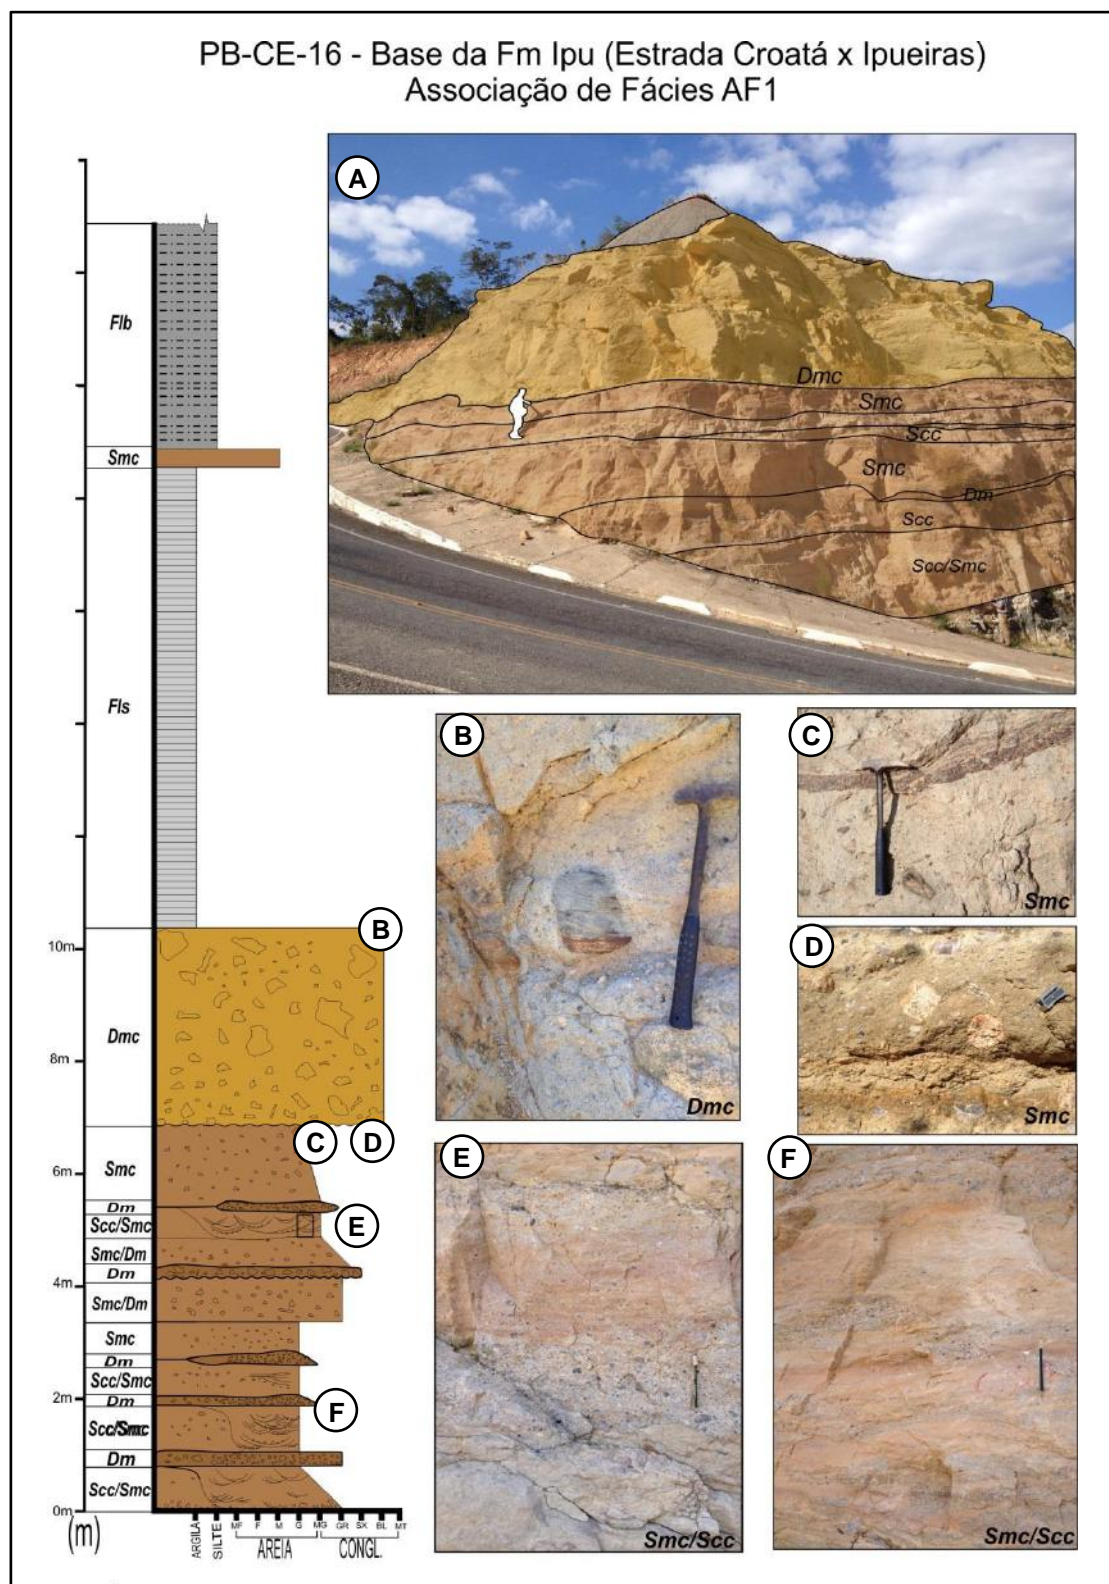 PB-CE-16 - Base da Fm Ipu (Estrada Croatá x Ipueiras)
Associação de Fácies AF1
A
Dmc
Smc
Scc
Smc
Dm
Scc
Scc/Smc
Flb
Smc
Fls
B
Dmc
C
Smc
D
Smc
E
Smc/Scc
F
Smc/Scc
10m
B
Dmc
8m
C
D
Smc
6m
Dm
Scc/Smc
E
Smc/Dm
Dm
4m
Smc/Dm
Smc
Dm
Scc/Smc
2m
Dm
F
Scc/Smc
Dm
Scc/Smc
0m
(m)
ARGILA
SILTE
MF F M G MG GR SX BL MT
AREIA CONGL.